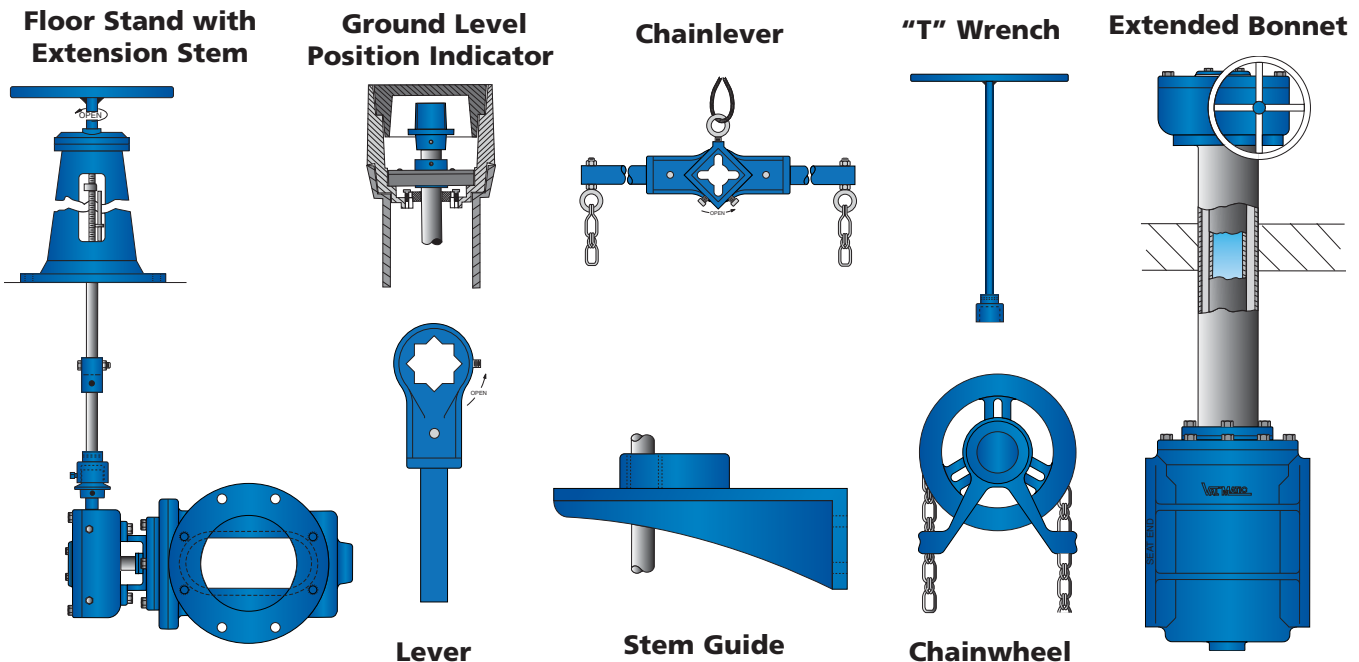 Floor Stand with
Extension Stem
Ground Level
Position Indicator
Chainlever
“T” Wrench
Extended Bonnet
OPEN
OPEN
OPEN
SEAT END
Lever
Stem Guide
Chainwheel